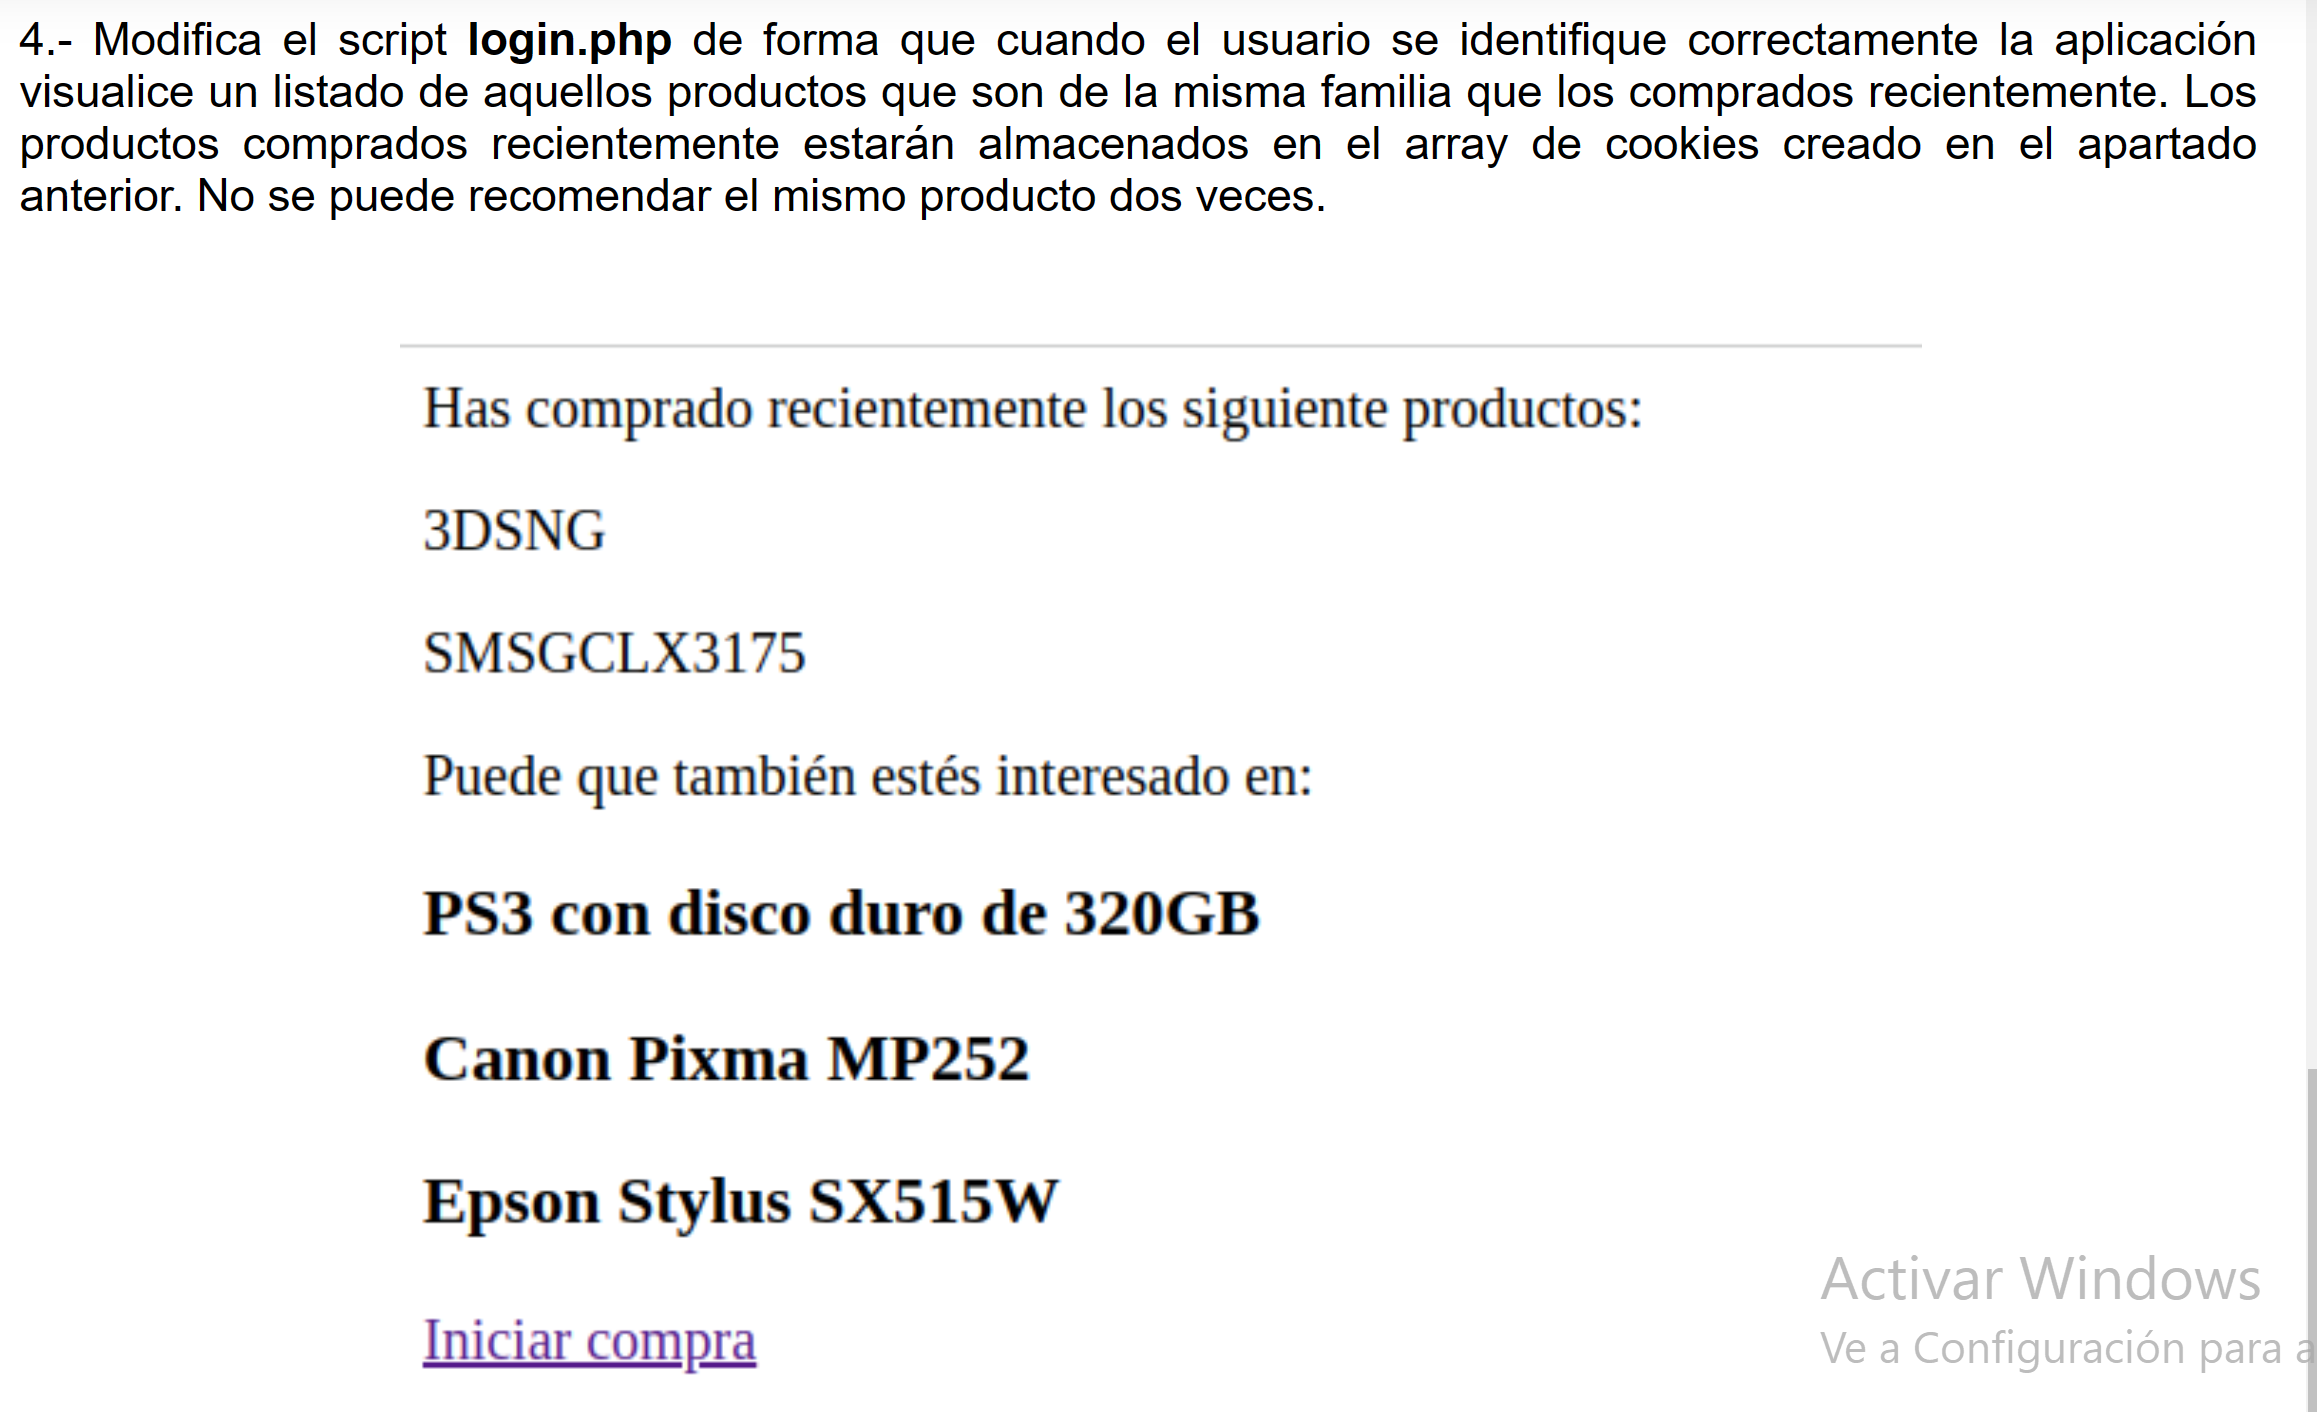 4.- Modifica el script login.php de forma que cuando el usuario se identifique correctamente la aplicación
visualice un listado de aquellos productos que son de la misma familia que los comprados recientemente. Los
productos comprados recientemente estarán almacenados en el array de cookies creado en el apartado
anterior. No se puede recomendar el mismo producto dos veces.
Has comprado recientemente los siguiente productos:
3DSNG
SMSGCLX3175
Puede que también estés interesado en:
PS3 con disco duro de 320GB
Canon Pixma MP252
Epson Stylus SX515W
Iniciar compra
Activar Windows
Ve a Configuración para a